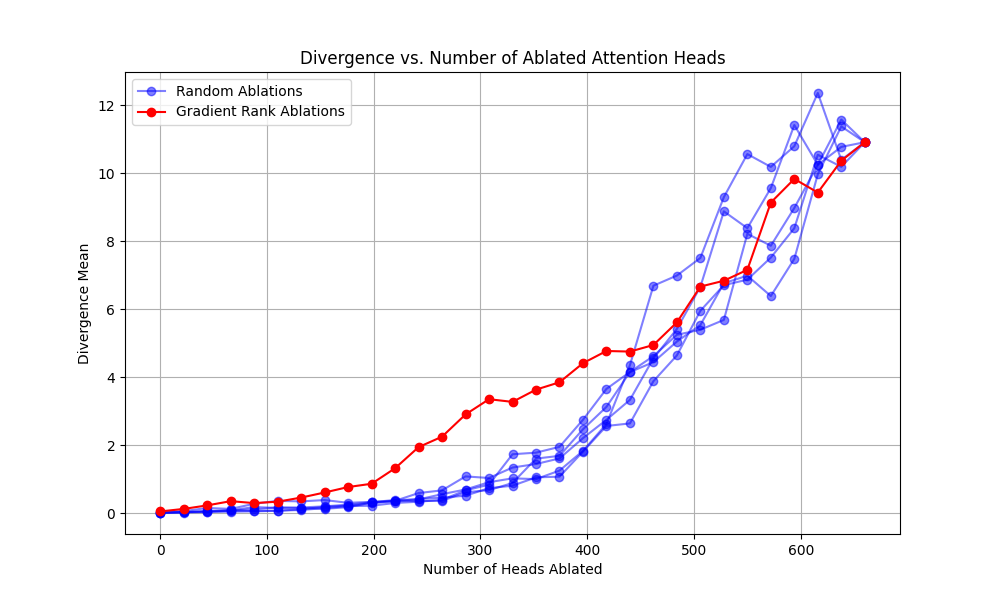 Divergence vs. Number of Ablated Attention Heads
Random Ablations
Gradient Rank Ablations
Divergence Mean
12
10
8
6
4
2
0
0 100 200 300 400 500 600
Number of Heads Ablated